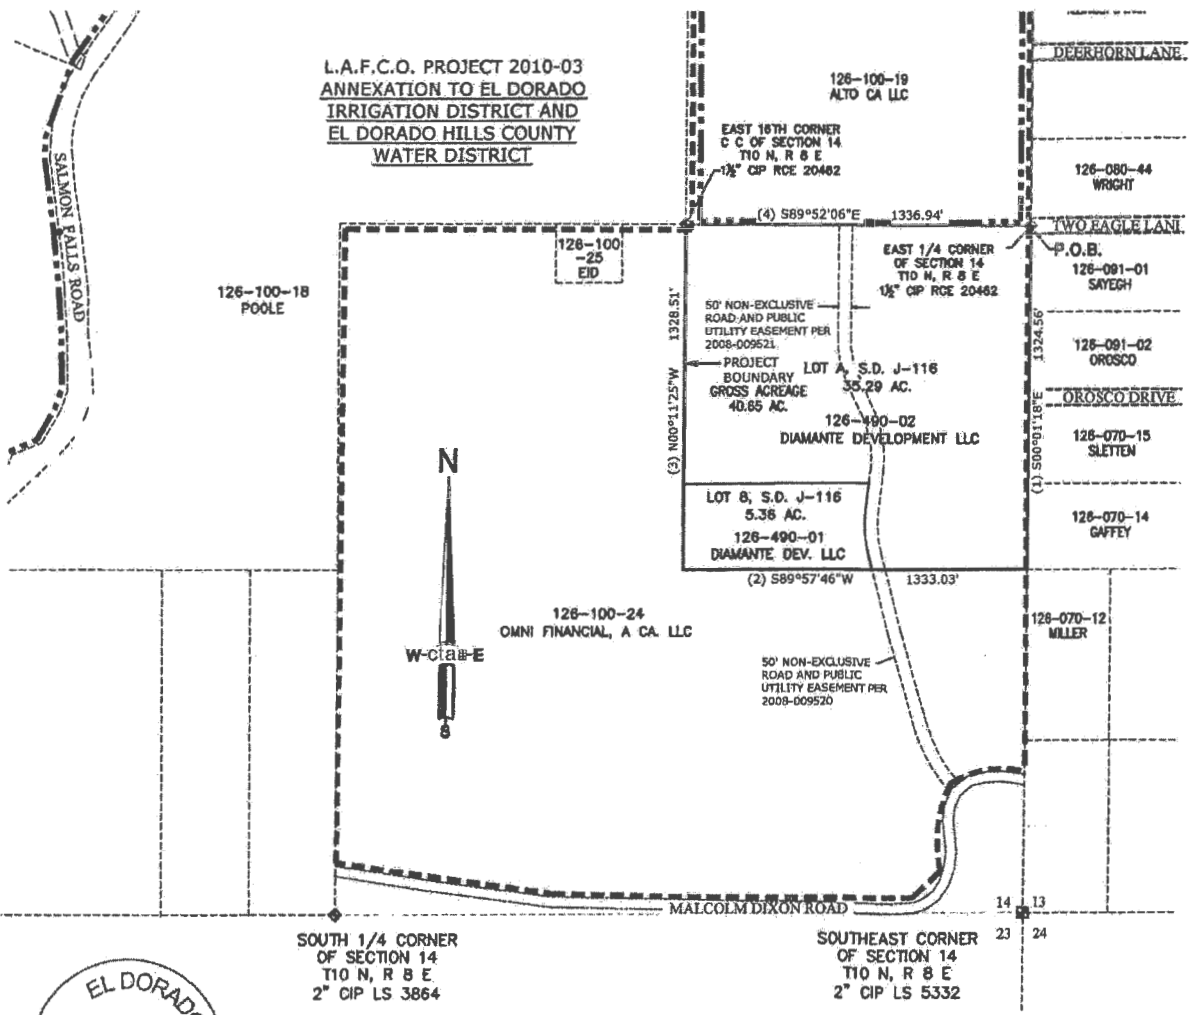 L.A.F.C.O. PROJECT 2010-03
ANNEXATION TO EL DORADO
IRRIGATION DISTRICT AND
EL DORADO HILLS COUNTY
WATER DISTRICT
126-100-19
ALTO CA LLC
DEERHORN LANE
EAST 16TH CORNER
C C OF SECTION 14
T10 N, R 8 E
1½" CIP RCE 20462
126-080-44
WRIGHT
SALMON FALLS ROAD
(4) S89°52'06"E 1336.94'
TWO EAGLE LANE
P.O.B.
126-100
-25
EID
EAST 1/4 CORNER
OF SECTION 14
T10 N, R 8 E
1½" CIP RCE 20462
126-091-01
SAYEGH
126-100-18
POOLE
50' NON-EXCLUSIVE
ROAD AND PUBLIC
UTILITY EASEMENT PER
2008-009521
(3) N00°11'25"W 1328.51'
(1) S00°01'18"E 1324.56'
126-091-02
OROSCO
PROJECT
BOUNDARY
GROSS ACREAGE
40.65 AC.
LOT A, S.D. J-116
35.29 AC.
126-490-02
DIAMANTE DEVELOPMENT LLC
OROSCO DRIVE
126-070-15
SLETTEN
N
LOT 8, S.D. J-116
5.36 AC.
126-490-01
DIAMANTE DEV. LLC
126-070-14
GAFFEY
(2) S89°57'46"W 1333.03'
126-100-24
OMNI FINANCIAL, A CA. LLC
126-070-12
MILLER
W-cta-E
S
50' NON-EXCLUSIVE
ROAD AND PUBLIC
UTILITY EASEMENT PER
2008-009520
MALCOLM DIXON ROAD
14 13
23 24
SOUTH 1/4 CORNER
OF SECTION 14
T10 N, R 8 E
2" CIP LS 3864
SOUTHEAST CORNER
OF SECTION 14
T10 N, R 8 E
2" CIP LS 5332
EL DORADO